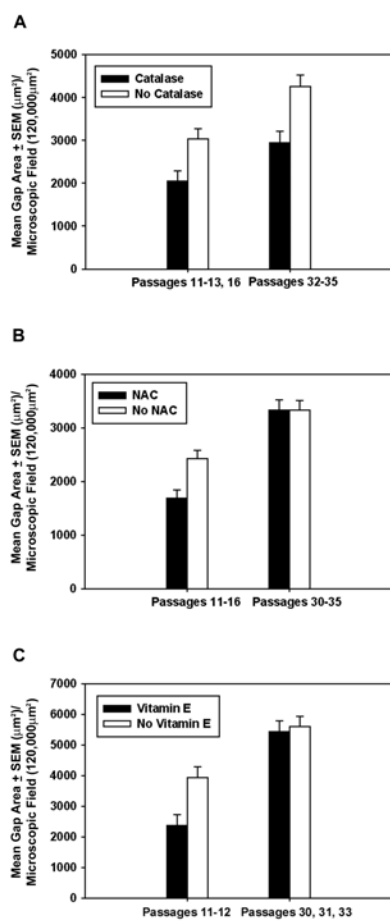 A
Mean Gap Area ± SEM (µm²)/
Microscopic Field (120,000µm²)
5000
4000
3000
2000
1000
0
Catalase
No Catalase
Passages 11-13, 16 Passages 32-35
B
Mean Gap Area ± SEM (µm²)/
Microscopic Field (120,000µm²)
4000
3000
2000
1000
0
NAC
No NAC
Passages 11-16 Passages 30-35
C
Mean Gap Area ± SEM (µm²)/
Microscopic Field (120,000µm²)
7000
6000
5000
4000
3000
2000
1000
0
Vitamin E
No Vitamin E
Passages 11-12 Passages 30, 31, 33